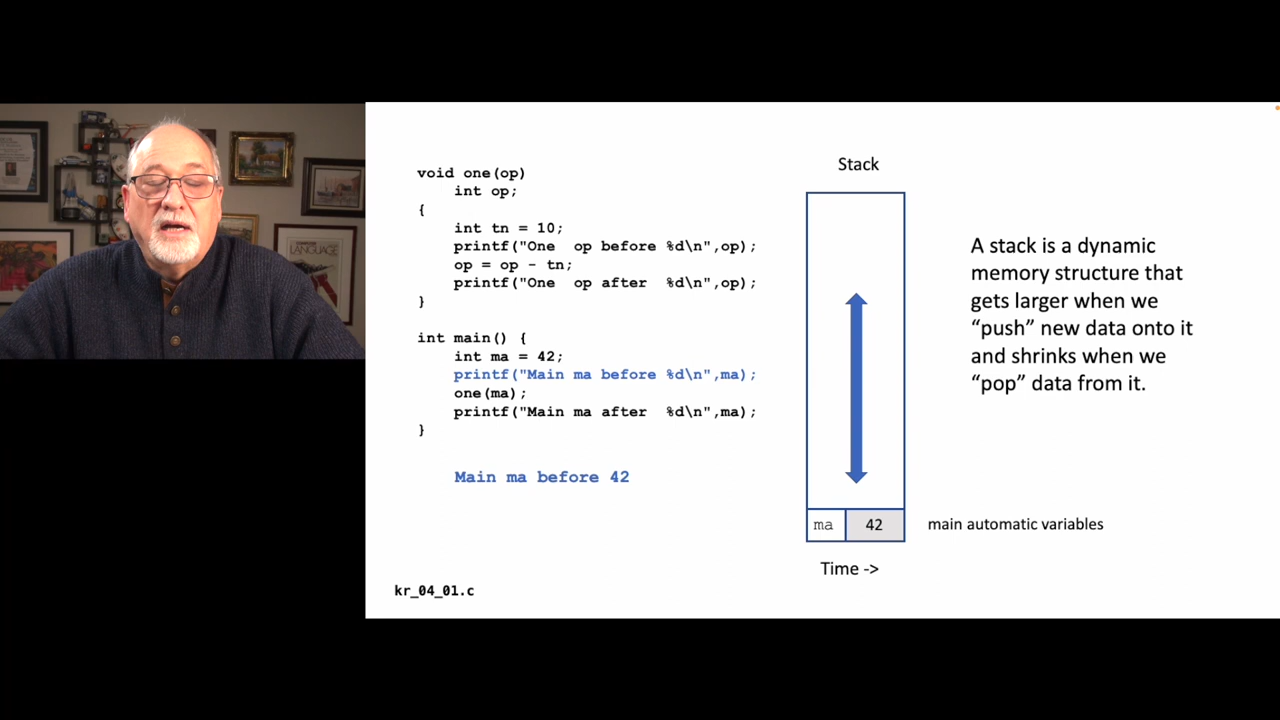 LANGUAGE
void one(op)
int op;
{
int tn = 10;
printf("One  op before %d\n",op);
op = op - tn;
printf("One  op after  %d\n",op);
}
int main() {
int ma = 42;
printf("Main ma before %d\n",ma);
one(ma);
printf("Main ma after  %d\n",ma);
}
Main ma before 42
kr_04_01.c
Stack
ma 42
Time ->
main automatic variables
A stack is a dynamic
memory structure that
gets larger when we
“push” new data onto it
and shrinks when we
“pop” data from it.